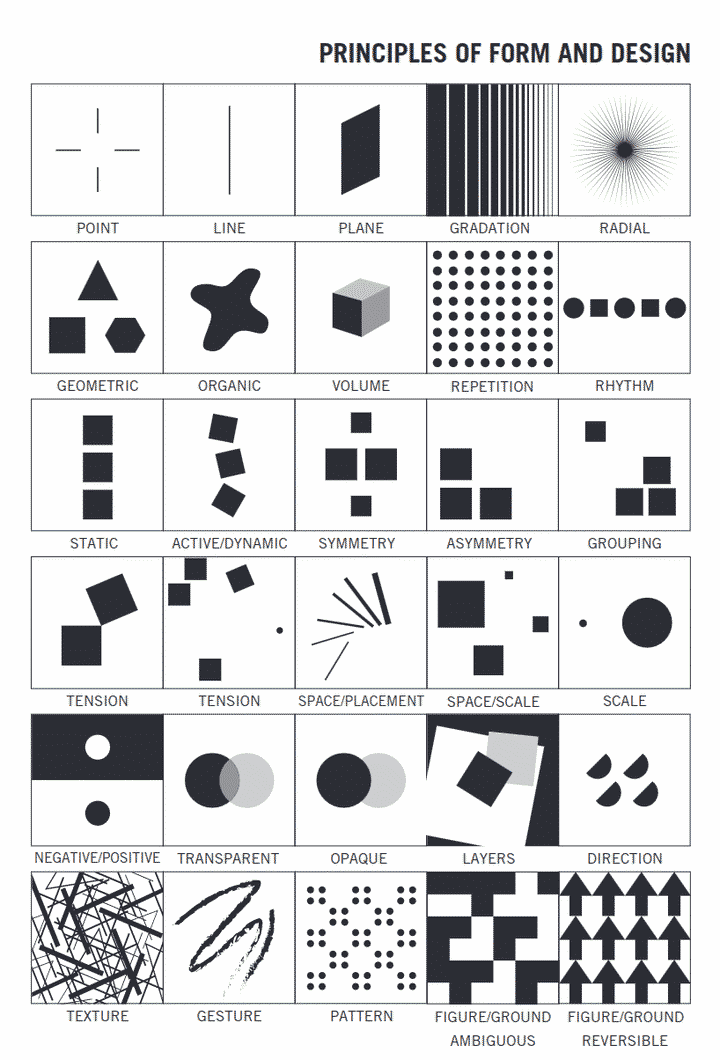 PRINCIPLES OF FORM AND DESIGN
POINT
LINE
PLANE
GRADATION
RADIAL
GEOMETRIC
ORGANIC
VOLUME
REPETITION
RHYTHM
STATIC
ACTIVE/DYNAMIC
SYMMETRY
ASYMMETRY
GROUPING
TENSION
TENSION
SPACE/PLACEMENT
SPACE/SCALE
SCALE
NEGATIVE/POSITIVE
TRANSPARENT
OPAQUE
LAYERS
DIRECTION
TEXTURE
GESTURE
PATTERN
FIGURE/GROUND
AMBIGUOUS
FIGURE/GROUND
REVERSIBLE